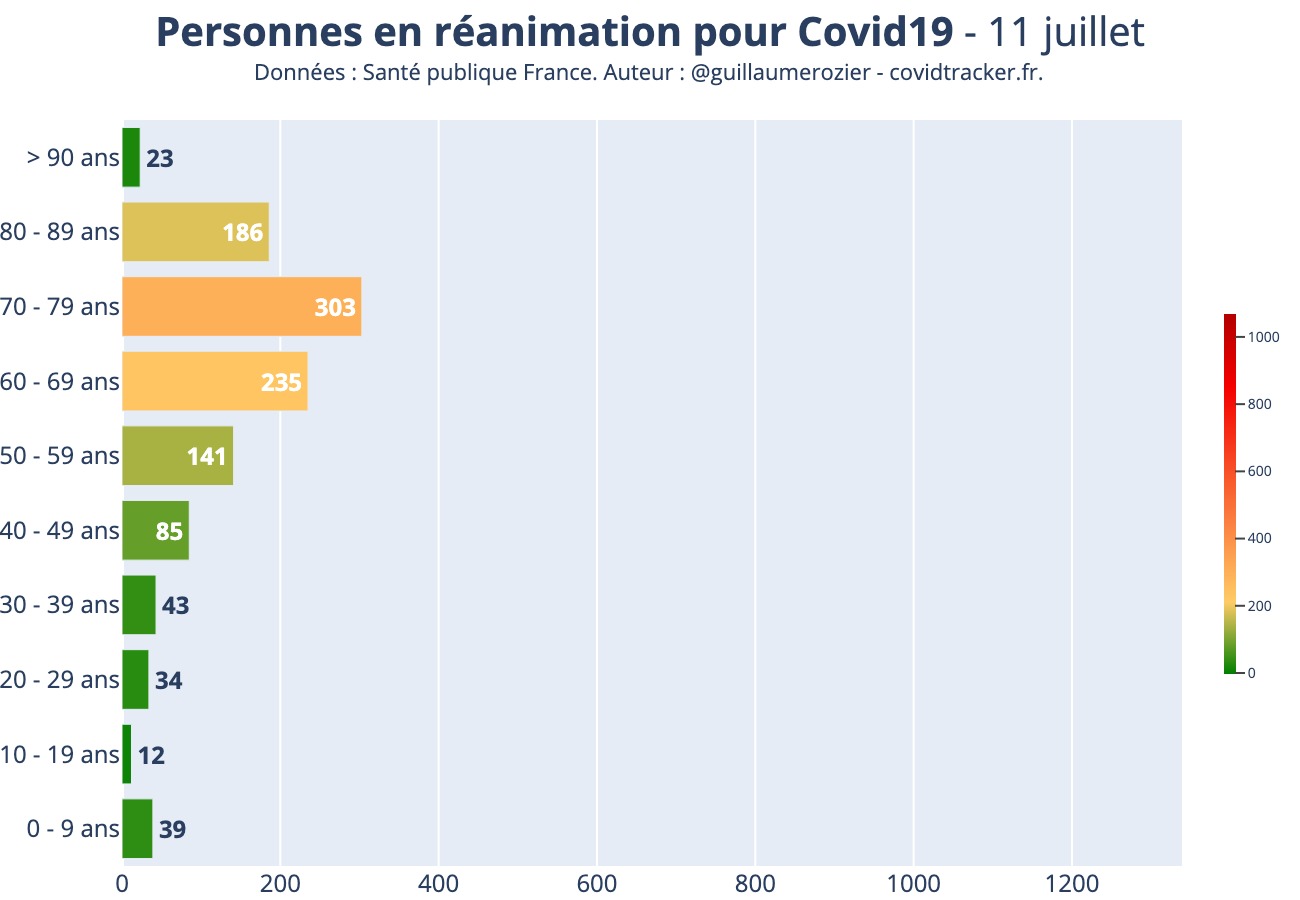 Personnes en réanimation pour Covid19 - 11 juillet
Données : Santé publique France. Auteur : @guillaumerozier - covidtracker.fr.
> 90 ans 23
80 - 89 ans 186
70 - 79 ans 303
60 - 69 ans 235
50 - 59 ans 141
40 - 49 ans 85
30 - 39 ans 43
20 - 29 ans 34
10 - 19 ans 12
0 - 9 ans 39
0 200 400 600 800 1000 1200
1000
800
600
400
200
0